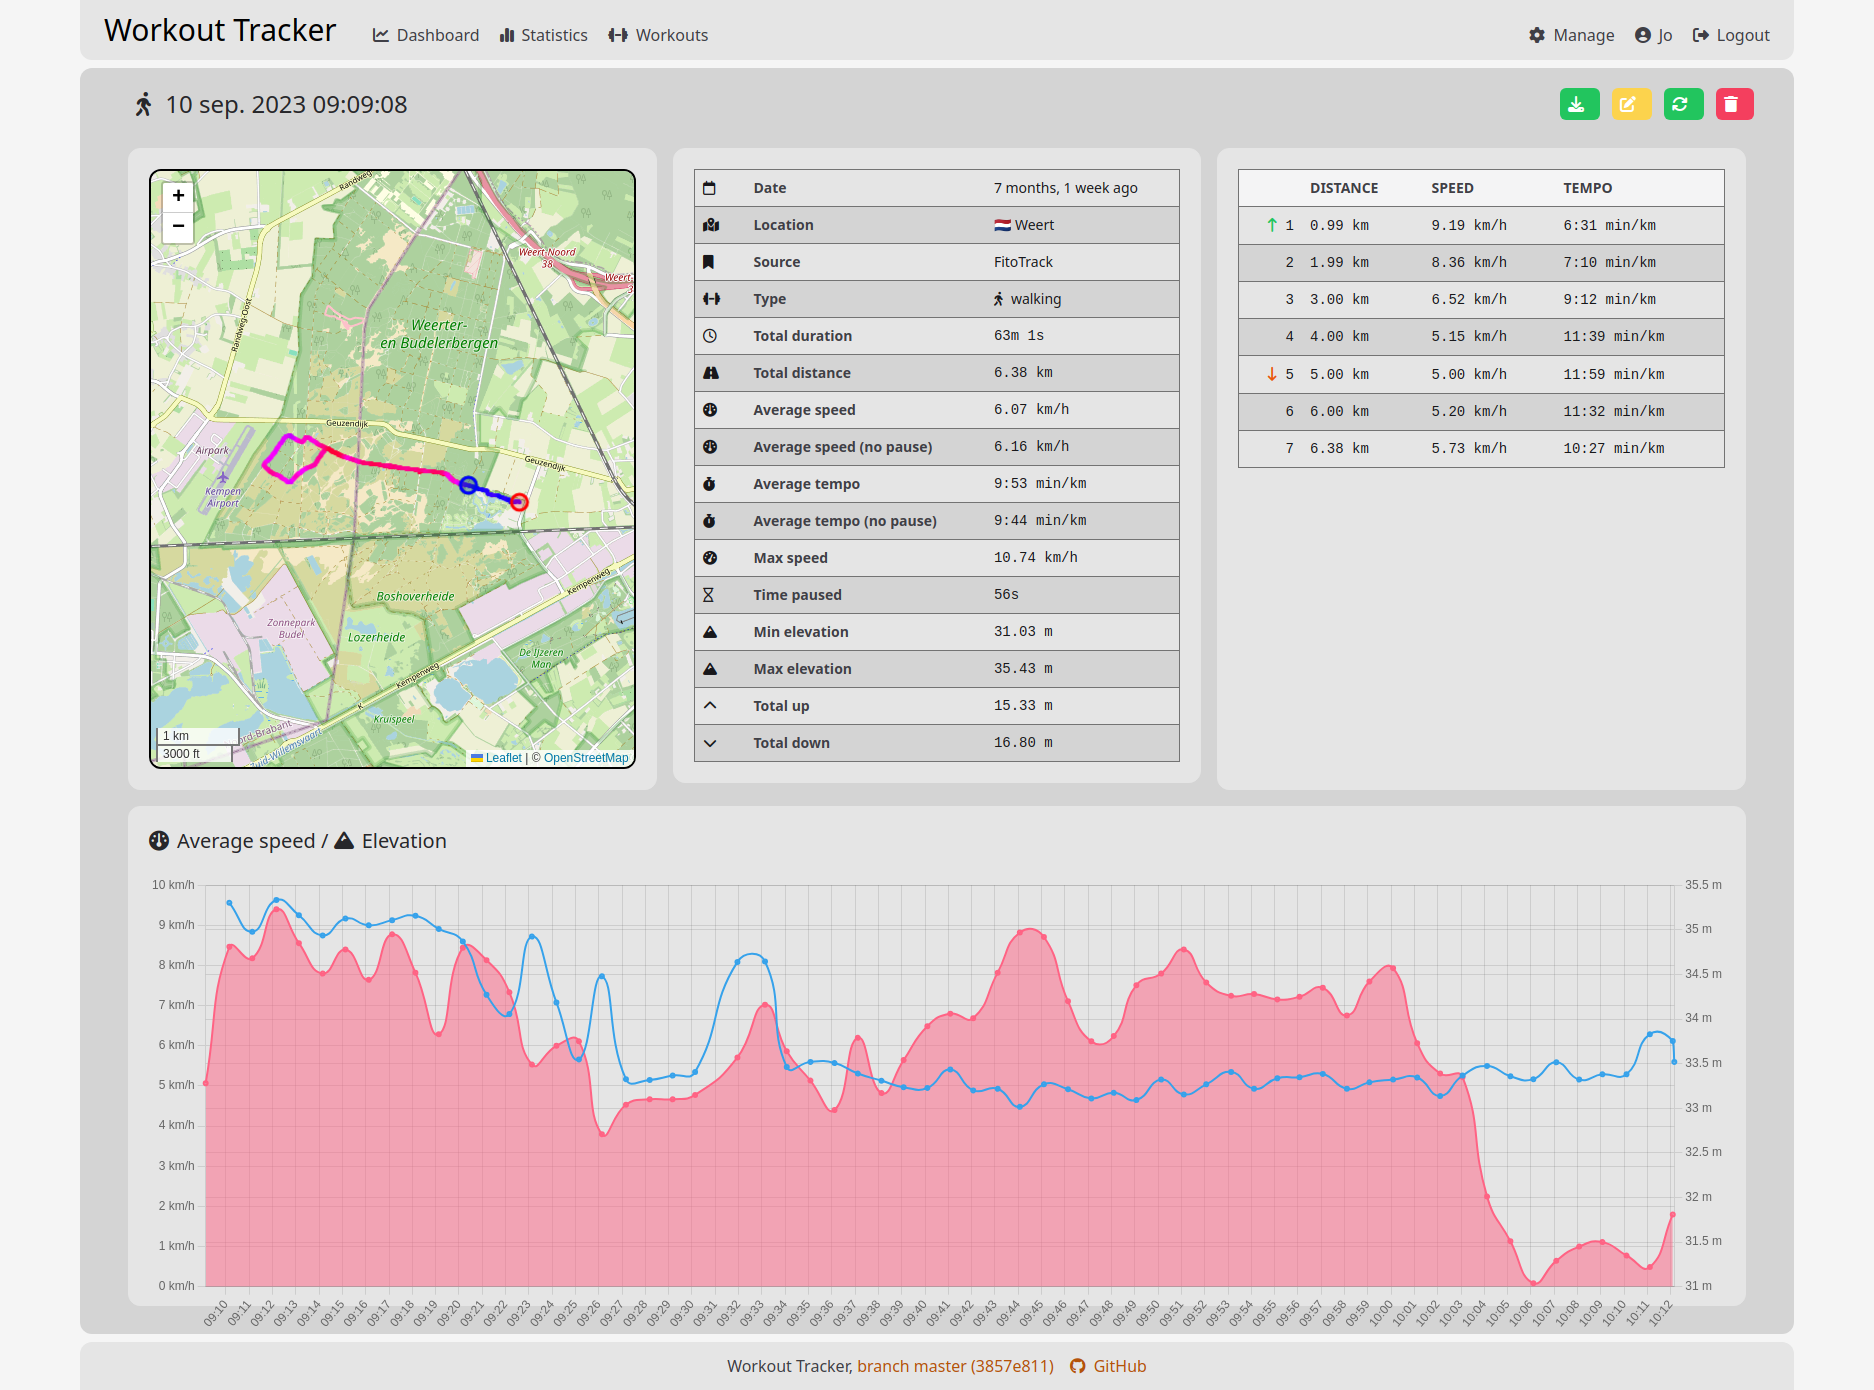 Workout Tracker Dashboard Statistics Workouts Manage Jo Logout
10 sep. 2023 09:09:08
+
−
Randweg
Weert-Noord
38
Weert-
Randweg-Oost
Weerter-
en Budelerbergen
Geuzendijk
Geuzendijk
Airpark
Kempen
Airport
Kempenweg
Boshoverheide
Zonnepark
Budel
Lozerheide
De IJzeren
Man
Kempenweg
K
Kruispeel
ord-Brabant
Zuid-Willemsvaart
1 km
3000 ft
Leaflet | © OpenStreetMap
Date 7 months, 1 week ago
Location Weert
Source FitoTrack
Type walking
Total duration 63m 1s
Total distance 6.38 km
Average speed 6.07 km/h
Average speed (no pause) 6.16 km/h
Average tempo 9:53 min/km
Average tempo (no pause) 9:44 min/km
Max speed 10.74 km/h
Time paused 56s
Min elevation 31.03 m
Max elevation 35.43 m
Total up 15.33 m
Total down 16.80 m
DISTANCE SPEED TEMPO
1 0.99 km 9.19 km/h 6:31 min/km
2 1.99 km 8.36 km/h 7:10 min/km
3 3.00 km 6.52 km/h 9:12 min/km
4 4.00 km 5.15 km/h 11:39 min/km
5 5.00 km 5.00 km/h 11:59 min/km
6 6.00 km 5.20 km/h 11:32 min/km
7 6.38 km 5.73 km/h 10:27 min/km
Average speed / Elevation
10 km/h 35.5 m
9 km/h 35 m
8 km/h 34.5 m
7 km/h 34 m
6 km/h 33.5 m
5 km/h 33 m
4 km/h 32.5 m
3 km/h 32 m
2 km/h 31.5 m
1 km/h 31 m
0 km/h
09:10 09:11 09:12 09:13 09:14 09:15 09:16 09:17 09:18 09:19 09:20 09:21 09:22 09:23 09:24 09:25 09:26 09:27 09:28 09:29 09:30 09:31 09:32 09:33 09:34 09:35 09:36 09:37 09:38 09:39 09:40 09:41 09:42 09:43 09:44 09:45 09:46 09:47 09:48 09:49 09:50 09:51 09:52 09:53 09:54 09:55 09:56 09:57 09:58 09:59 10:00 10:01 10:02 10:03 10:04 10:05 10:06 10:07 10:08 10:09 10:10 10:11 10:12
Workout Tracker, branch master (3857e811) GitHub